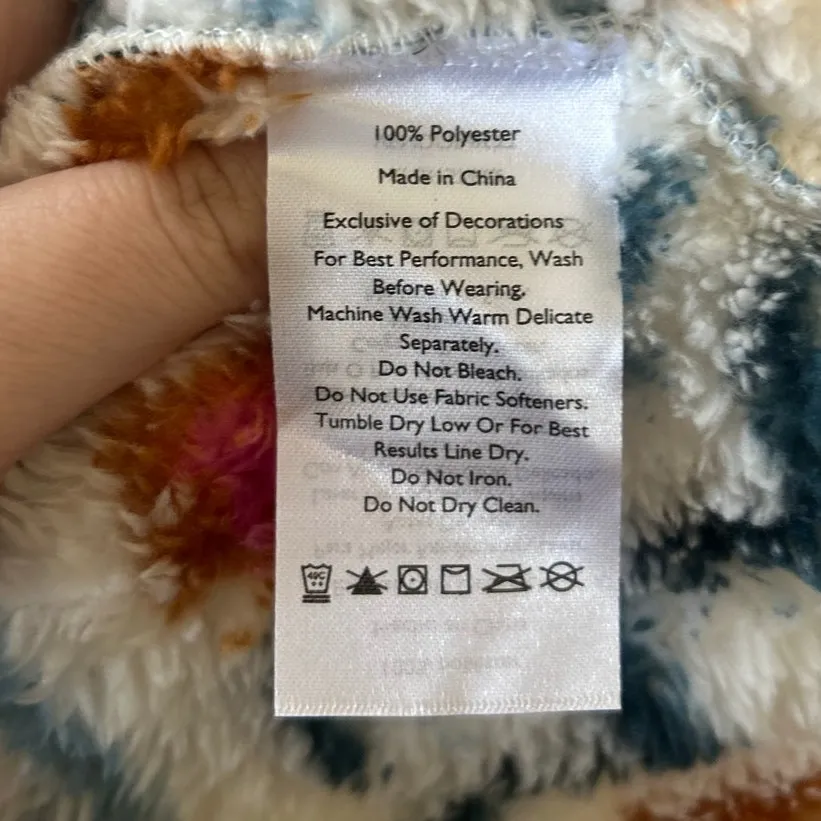 100% Polyester
Made in China
Exclusive of Decorations
For Best Performance, Wash
Before Wearing.
Machine Wash Warm Delicate
Separately.
Do Not Bleach.
Do Not Use Fabric Softeners.
Tumble Dry Low Or For Best
Results Line Dry.
Do Not Iron.
Do Not Dry Clean.
40C